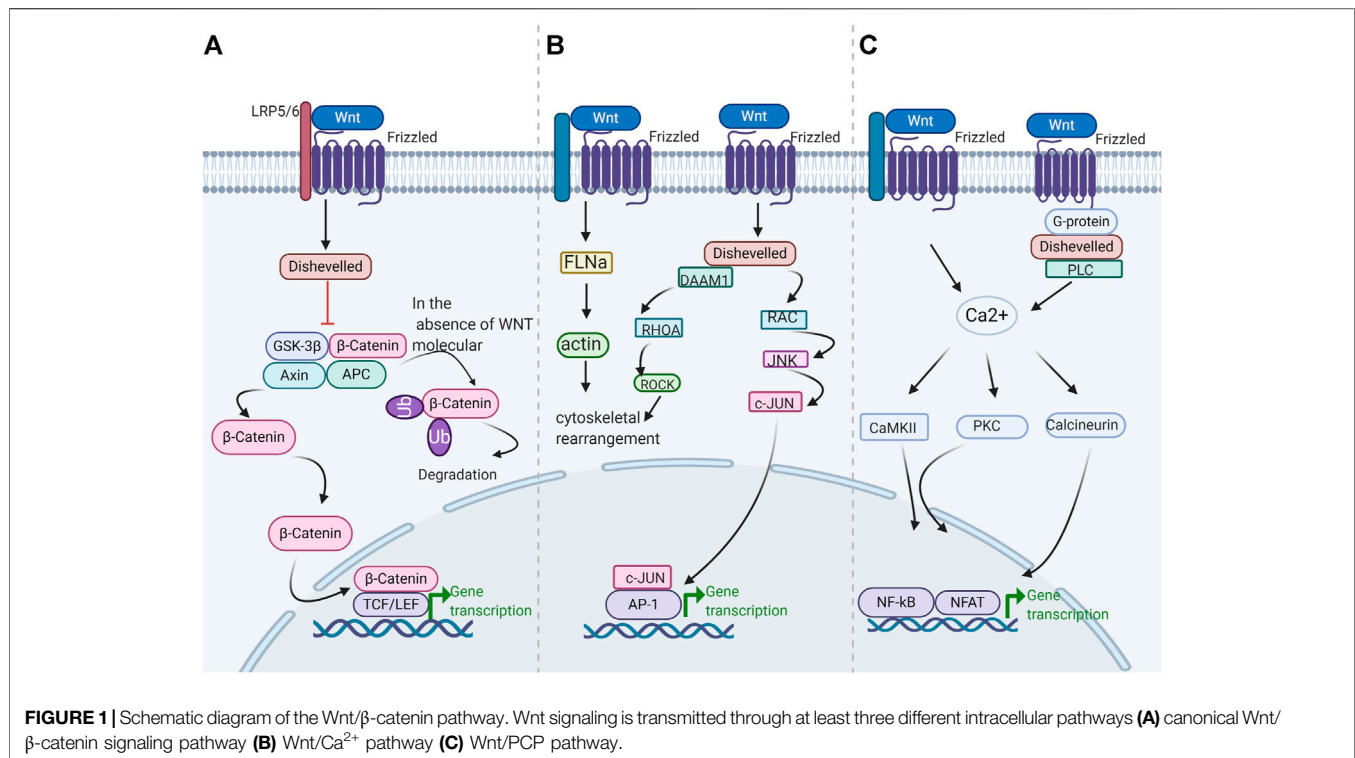 A
LRP5/6
Wnt
Frizzled
Dishevelled
In the
absence of WNT
molecular
GSK-3β
β-Catenin
Axin
APC
β-Catenin
Ub
β-Catenin
Ub
Degradation
β-Catenin
β-Catenin
TCF/LEF
Gene
transcription
B
Wnt
Frizzled
Wnt
Frizzled
FLNa
actin
Dishevelled
DAAM1
RHOA
ROCK
cytoskeletal
rearrangement
RAC
JNK
c-JUN
c-JUN
AP-1
Gene
transcription
C
Wnt
Frizzled
Wnt
Frizzled
G-protein
Dishevelled
PLC
Ca2+
CaMKII
PKC
Calcineurin
NF-kB
NFAT
Gene
transcription
FIGURE 1 | Schematic diagram of the Wnt/β-catenin pathway. Wnt signaling is transmitted through at least three different intracellular pathways (A) canonical Wnt/
β-catenin signaling pathway (B) Wnt/Ca²⁺ pathway (C) Wnt/PCP pathway.